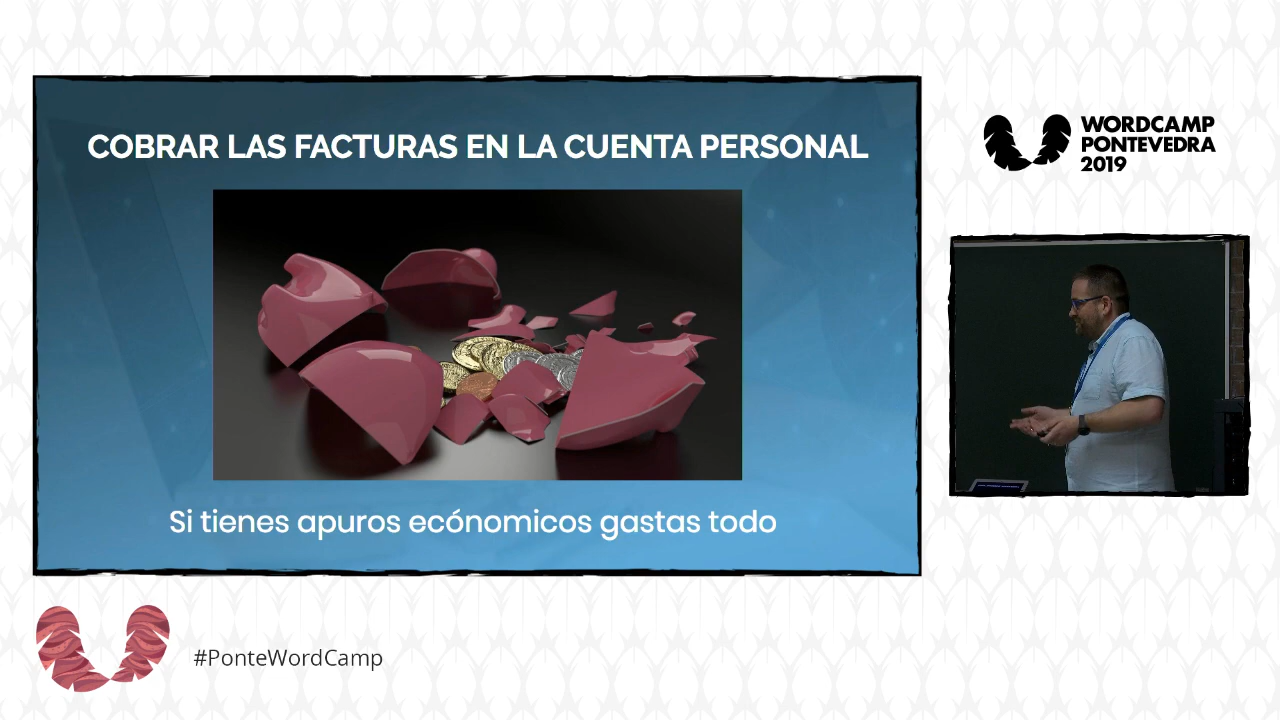 COBRAR LAS FACTURAS EN LA CUENTA PERSONAL
Si tienes apuros ecónomicos gastas todo
WORDCAMP
PONTEVEDRA
2019
#PonteWordCamp